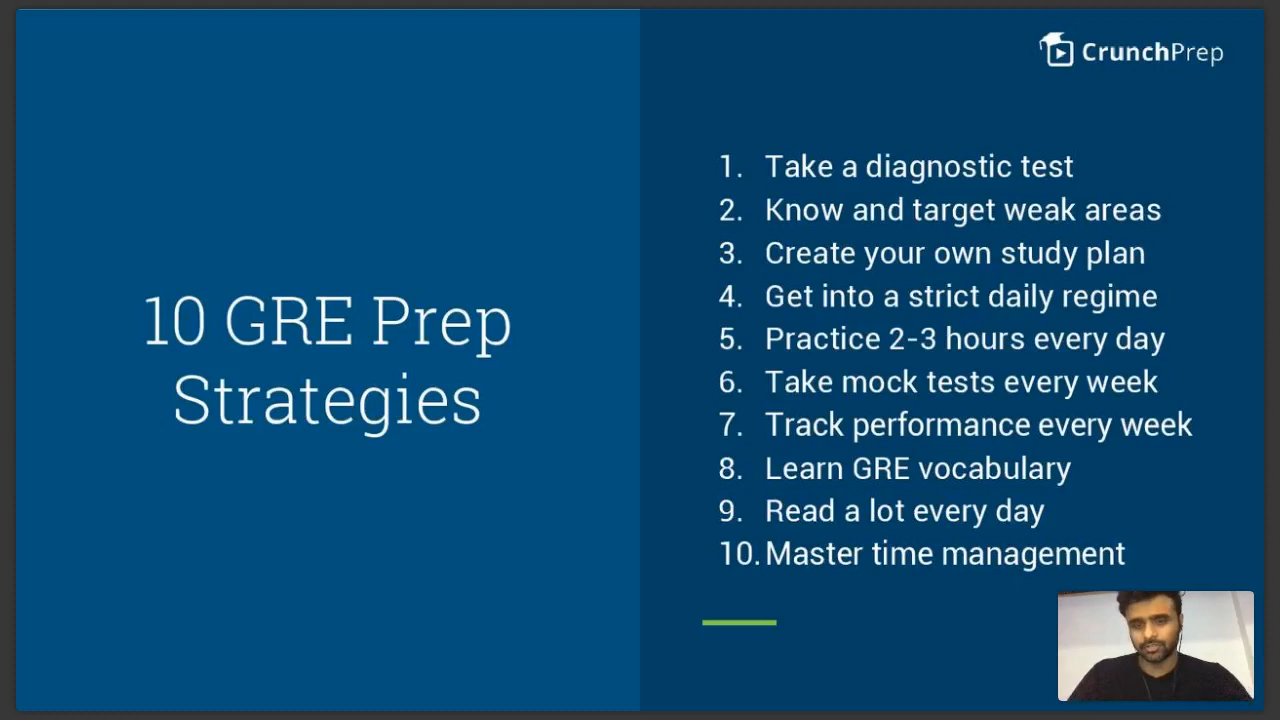 CrunchPrep
10 GRE Prep
Strategies
1. Take a diagnostic test
2. Know and target weak areas
3. Create your own study plan
4. Get into a strict daily regime
5. Practice 2-3 hours every day
6. Take mock tests every week
7. Track performance every week
8. Learn GRE vocabulary
9. Read a lot every day
10. Master time management